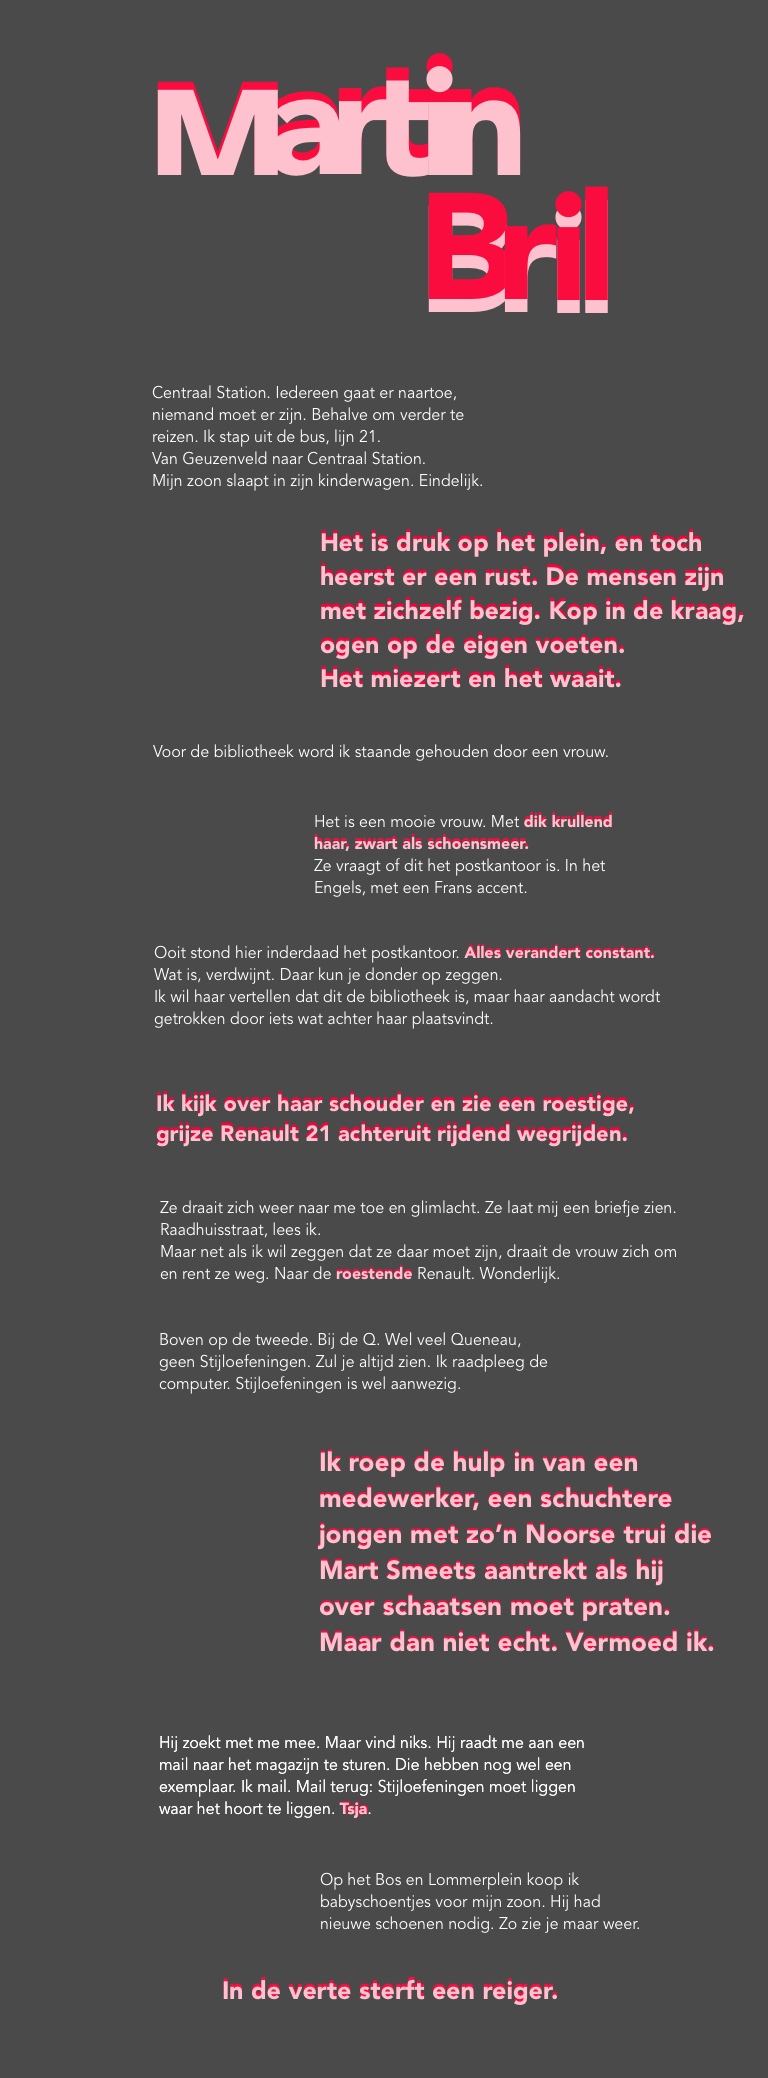 Martin
Bril
Centraal Station. Iedereen gaat er naartoe,
niemand moet er zijn. Behalve om verder te
reizen. Ik stap uit de bus, lijn 21.
Van Geuzenveld naar Centraal Station.
Mijn zoon slaapt in zijn kinderwagen. Eindelijk.
Het is druk op het plein, en toch
heerst er een rust. De mensen zijn
met zichzelf bezig. Kop in de kraag,
ogen op de eigen voeten.
Het miezert en het waait.
Voor de bibliotheek word ik staande gehouden door een vrouw.
Het is een mooie vrouw. Met dik krullend
haar, zwart als schoensmeer.
Ze vraagt of dit het postkantoor is. In het
Engels, met een Frans accent.
Ooit stond hier inderdaad het postkantoor. Alles verandert constant.
Wat is, verdwijnt. Daar kun je donder op zeggen.
Ik wil haar vertellen dat dit de bibliotheek is, maar haar aandacht wordt
getrokken door iets wat achter haar plaatsvindt.
Ik kijk over haar schouder en zie een roestige,
grijze Renault 21 achteruit rijdend wegrijden.
Ze draait zich weer naar me toe en glimlacht. Ze laat mij een briefje zien.
Raadhuisstraat, lees ik.
Maar net als ik wil zeggen dat ze daar moet zijn, draait de vrouw zich om
en rent ze weg. Naar de roestende Renault. Wonderlijk.
Boven op de tweede. Bij de Q. Wel veel Queneau,
geen Stijloefeningen. Zul je altijd zien. Ik raadpleeg de
computer. Stijloefeningen is wel aanwezig.
Ik roep de hulp in van een
medewerker, een schuchtere
jongen met zo’n Noorse trui die
Mart Smeets aantrekt als hij
over schaatsen moet praten.
Maar dan niet echt. Vermoed ik.
Hij zoekt met me mee. Maar vind niks. Hij raadt me aan een
mail naar het magazijn te sturen. Die hebben nog wel een
exemplaar. Ik mail. Mail terug: Stijloefeningen moet liggen
waar het hoort te liggen. Tsja.
Op het Bos en Lommerplein koop ik
babyschoentjes voor mijn zoon. Hij had
nieuwe schoenen nodig. Zo zie je maar weer.
In de verte sterft een reiger.